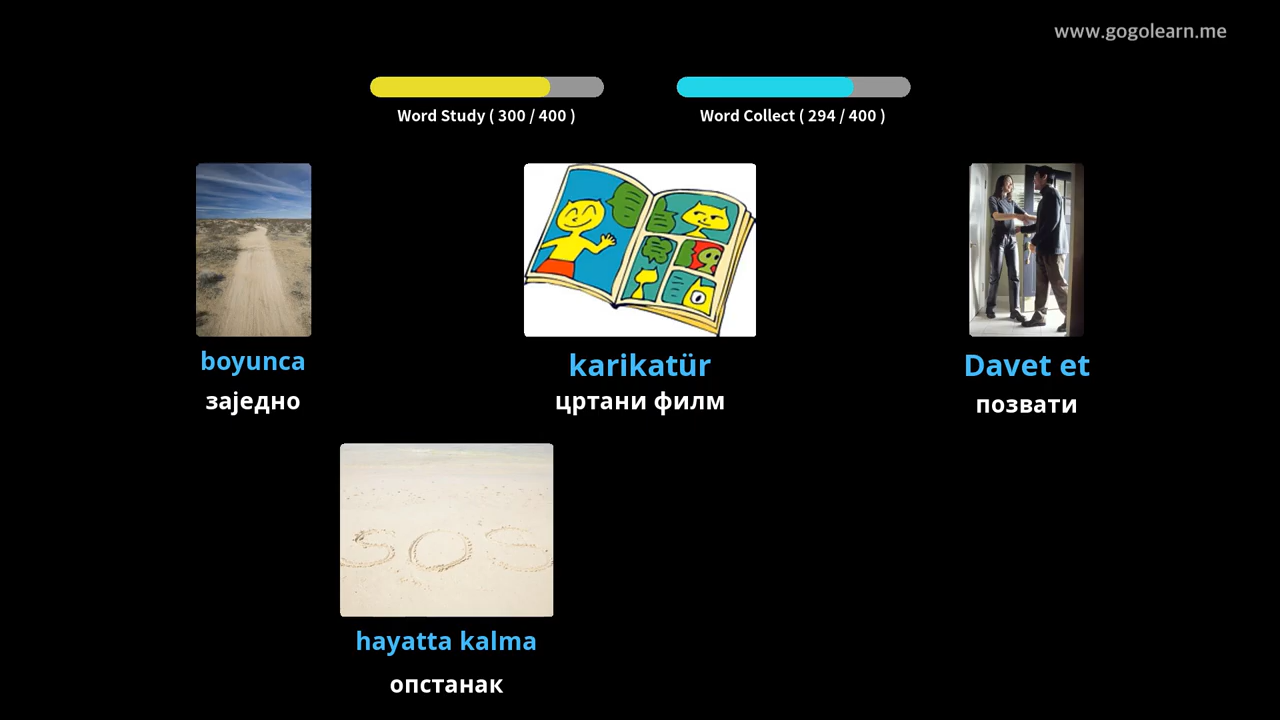 www.gogolearn.me
Word Study ( 300 / 400 )
Word Collect ( 294 / 400 )
boyunca
заједно
karikatür
цртани филм
Davet et
позвати
SOS
hayatta kalma
опстанак